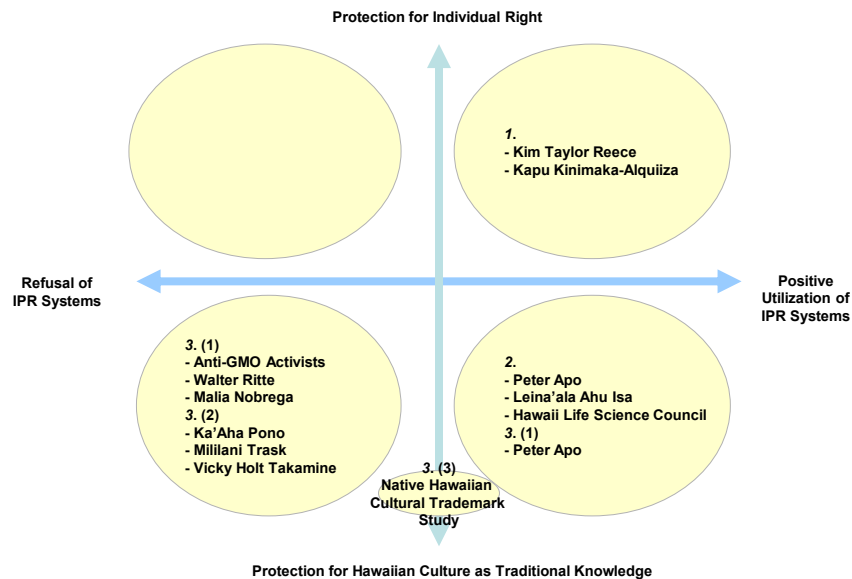 Protection for Individual Right
1.
- Kim Taylor Reece
- Kapu Kinimaka-Alquiiza
Refusal of
IPR Systems
Positive
Utilization of
IPR Systems
3. (1)
- Anti-GMO Activists
- Walter Ritte
- Malia Nobrega
3. (2)
- Ka’Aha Pono
- Mililani Trask
- Vicky Holt Takamine
2.
- Peter Apo
- Leina’ala Ahu Isa
- Hawaii Life Science Council
3. (1)
- Peter Apo
3. (3)
Native Hawaiian
Cultural Trademark
Study
Protection for Hawaiian Culture as Traditional Knowledge